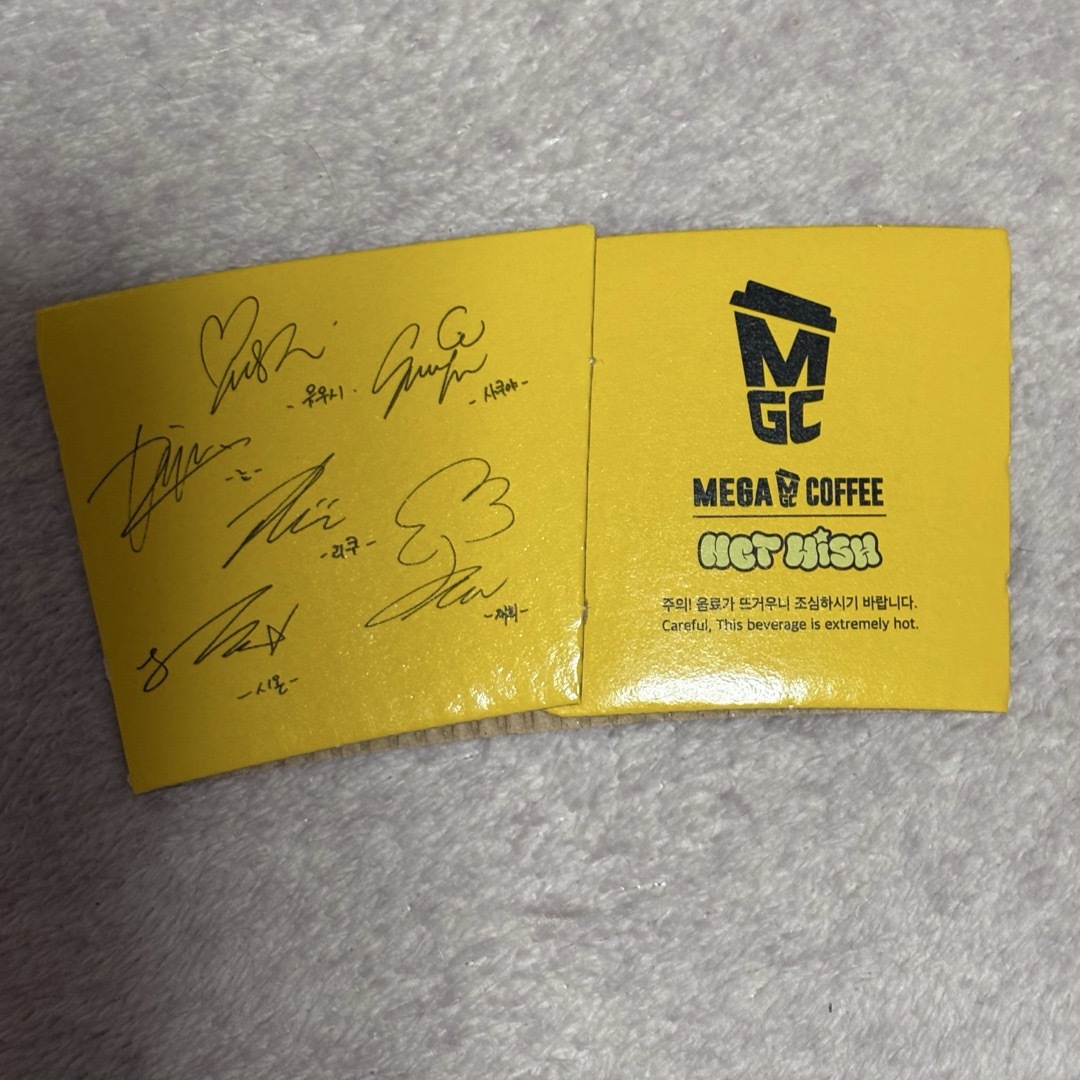 Yushi
- 유우시 -
- 사쿠야 -
- 리쿠 -
- 재희 -
- 시온 -
M
GC
MEGA MGC COFFEE
NCT WiSH
주의! 음료가 뜨거우니 조심하시기 바랍니다.
Careful, This beverage is extremely hot.